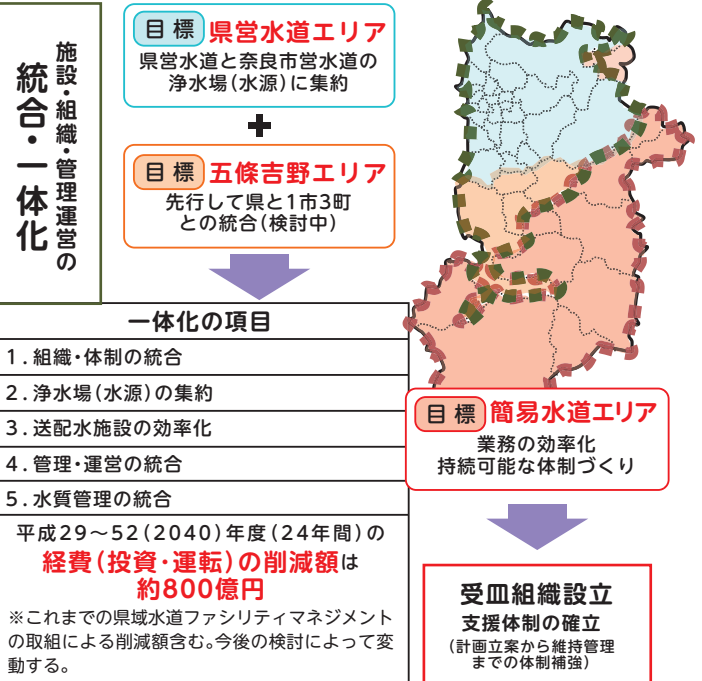 施設・組織・管理運営の
統合・一体化
目標 県営水道エリア
県営水道と奈良市営水道の
浄水場(水源)に集約
+
目標 五條吉野エリア
先行して県と1市3町
との統合(検討中)
一体化の項目
1.組織・体制の統合
2.浄水場(水源)の集約
3.送配水施設の効率化
4.管理・運営の統合
5.水質管理の統合
平成29～52(2040)年度(24年間)の
経費(投資・運転)の削減額は
約800億円
※これまでの県域水道ファシリティマネジメント
の取組による削減額含む。今後の検討によって変
動する。
目標 簡易水道エリア
業務の効率化
持続可能な体制づくり
受皿組織設立
支援体制の確立
(計画立案から維持管理
までの体制補強)